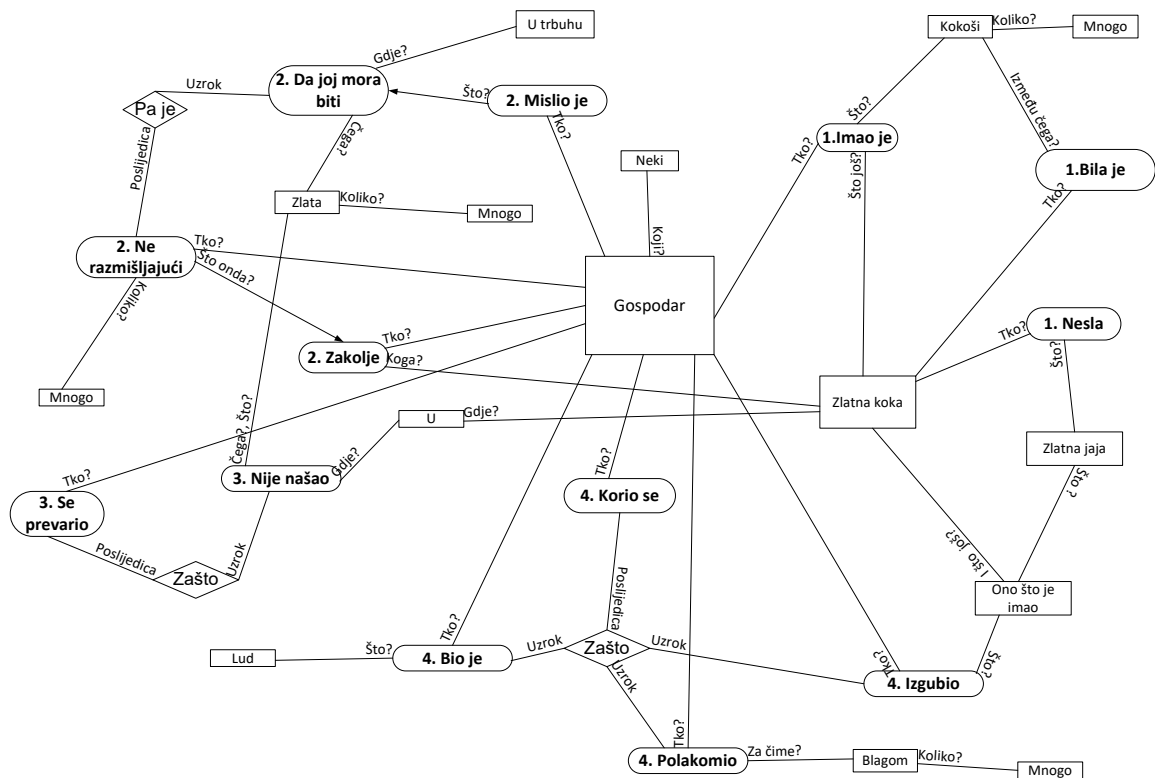 U trbuhu
Kokoši
Koliko?
Mnogo
Gdje?
Uzrok
2. Da joj mora
biti
Što?
2. Mislio je
Pa je
Između čega?
Što?
Tko?
Tko?
1.Imao je
Čega?
Poslijedica
Neki
Što još?
1.Bila je
Zlata
Koliko?
Mnogo
Tko?
2. Ne
razmišljajući
Tko?
Koji?
Što onda?
Gospodar
Koliko?
Tko?
1. Nesla
Tko?
2. Zakolje
Koga?
Što?
Mnogo
Zlatna koka
U
Gdje?
Čega?, Što?
Gdje?
Zlatna jaja
Tko?
3. Nije našao
Tko?
Što ?
3. Se
prevario
4. Korio se
Uzrok
Poslijedica
Zašto
I što još?
Poslijedica
Ono što je
imao
Tko?
Uzrok
Zašto
Uzrok
Lud
Što?
4. Bio je
Tko?
Što?
Uzrok
4. Izgubio
Tko?
4. Polakomio
Za čime?
Blagom
Koliko?
Mnogo